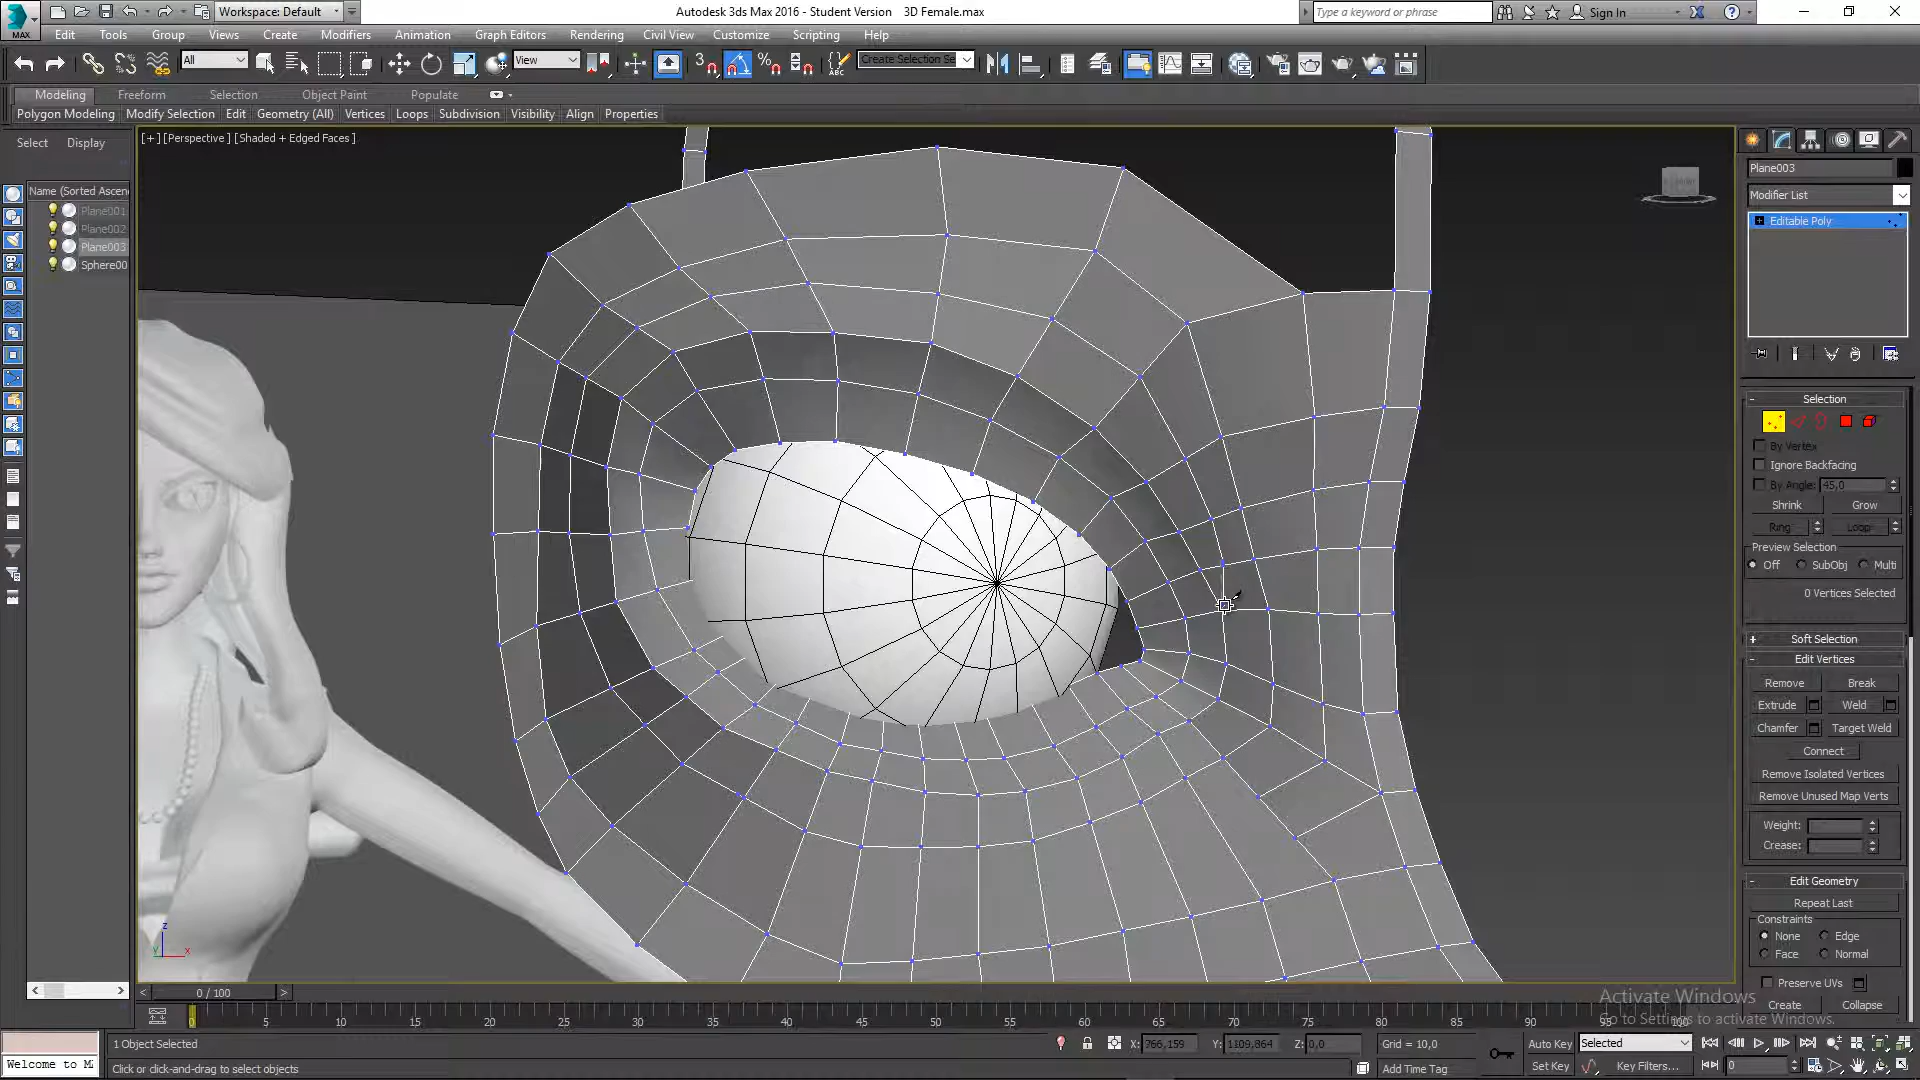 Workspace: Default
Autodesk 3ds Max 2016 - Student Version    3D Female.max
Type a keyword or phrase
Sign In
MAX
Edit Tools Group Views Create Modifiers Animation Graph Editors Rendering Civil View Customize Scripting Help
All
View
Create Selection Se
Modeling Freeform Selection Object Paint Populate
Polygon Modeling Modify Selection Edit Geometry (All) Vertices Loops Subdivision Visibility Align Properties
Select Display
[+] [Perspective ] [Shaded + Edged Faces ]
Name (Sorted Ascen
Plane001
Plane002
Plane003
Sphere00
Plane003
Modifier List
Editable Poly
Selection
By Vertex
Ignore Backfacing
By Angle: 45,0
Shrink Grow
Ring Loop
Preview Selection
Off SubObj Multi
0 Vertices Selected
Soft Selection
Edit Vertices
Remove Break
Extrude Weld
Chamfer Target Weld
Connect
Remove Isolated Vertices
Remove Unused Map Verts
Weight:
Crease:
Edit Geometry
Repeat Last
Constraints
None Edge
Face Normal
Preserve UVs
Create Collapse
z
y
x
Activate Windows
Go to Settings to activate Windows.
< 0 / 100 >
0 5 10 15 20 25 30 35 40 45 50 55 60 65 70 75 80 85 90 95 100
1 Object Selected
X: 766,159 Y: 1109,864 Z: 0,0 Grid = 10,0 Auto Key Selected
Welcome to M
Click or click-and-drag to select objects
Add Time Tag Set Key Key Filters... 0